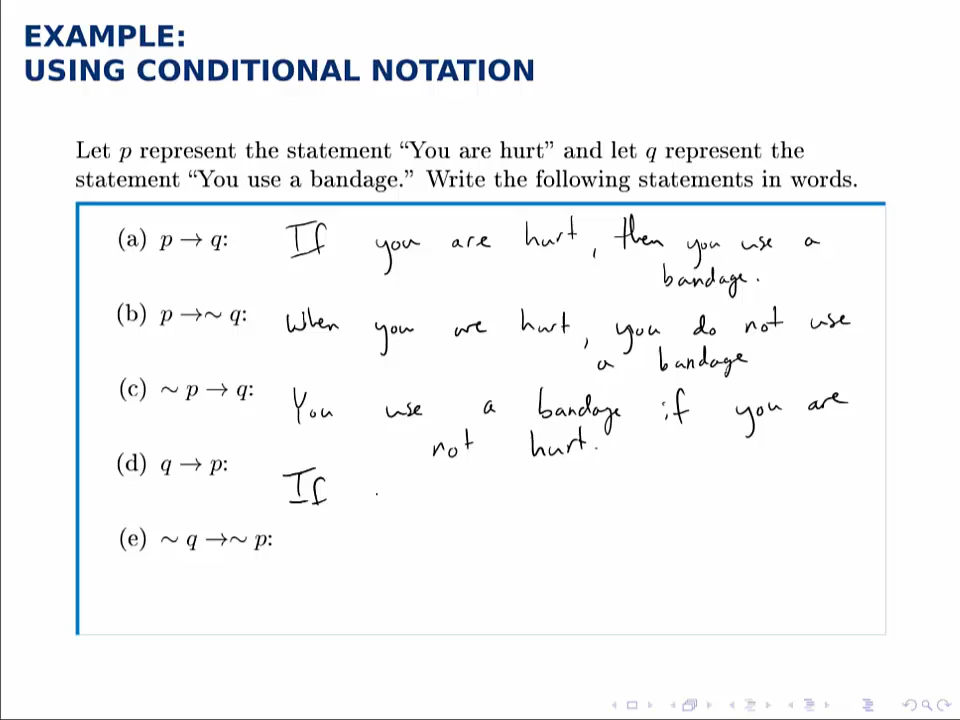 EXAMPLE:
USING CONDITIONAL NOTATION
Let p represent the statement “You are hurt” and let q represent the
statement “You use a bandage.” Write the following statements in words.
(a) p → q: If you are hurt, then you use a
bandage.
(b) p →∼ q: When you are hurt, you do not use
a bandage
(c) ∼ p → q: You use a bandage if you are
not hurt.
(d) q → p: If
(e) ∼ q →∼ p: